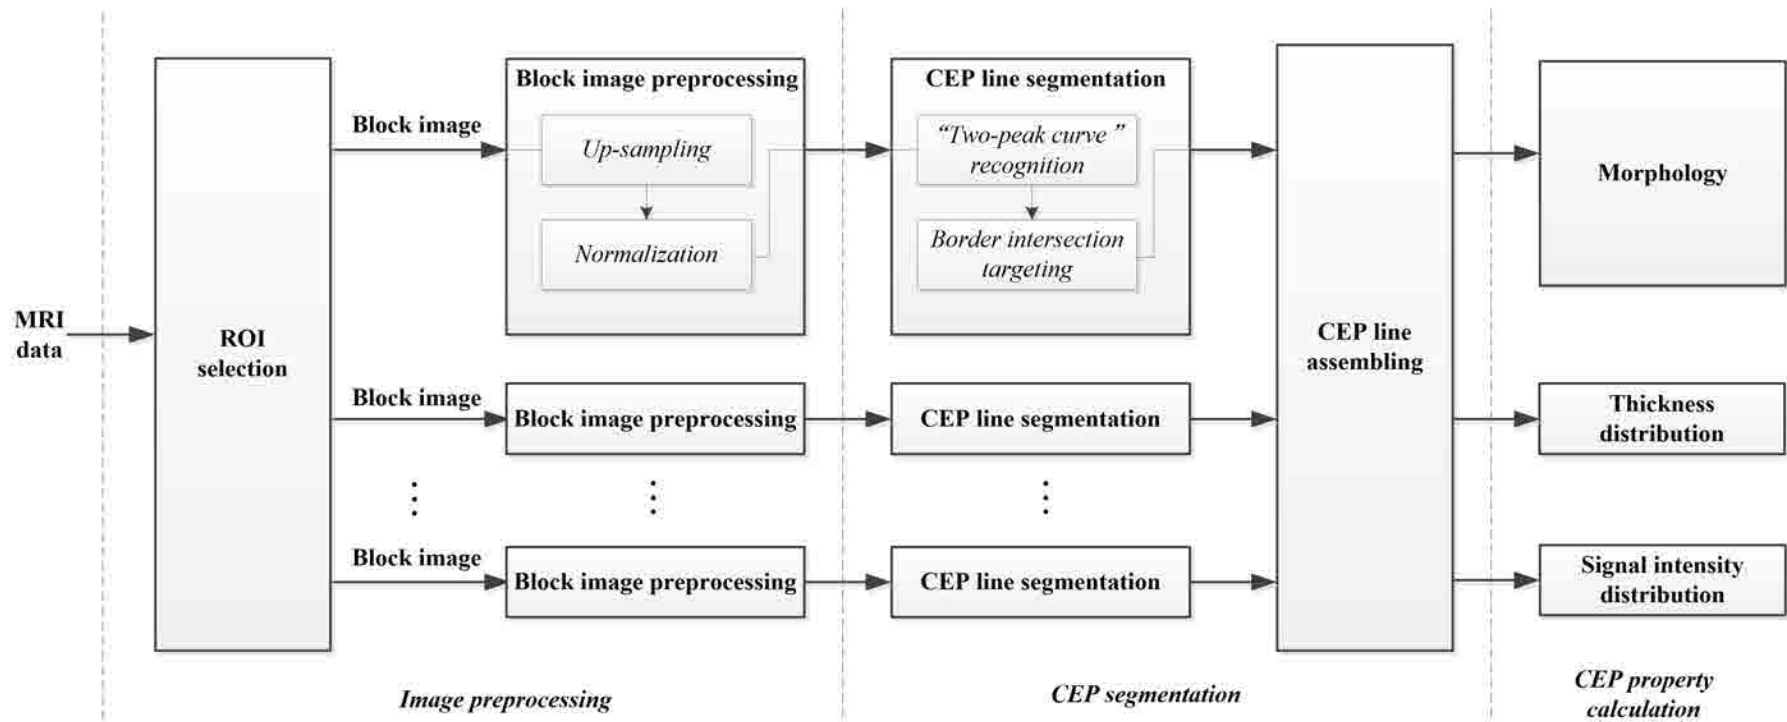 MRI
data
ROI
selection
Block image
Block image preprocessing
Up-sampling
Normalization
CEP line segmentation
“Two-peak curve”
recognition
Border intersection
targeting
Block image
Block image preprocessing
CEP line segmentation
Block image
Block image preprocessing
CEP line segmentation
CEP line
assembling
Morphology
Thickness
distribution
Signal intensity
distribution
Image preprocessing
CEP segmentation
CEP property
calculation